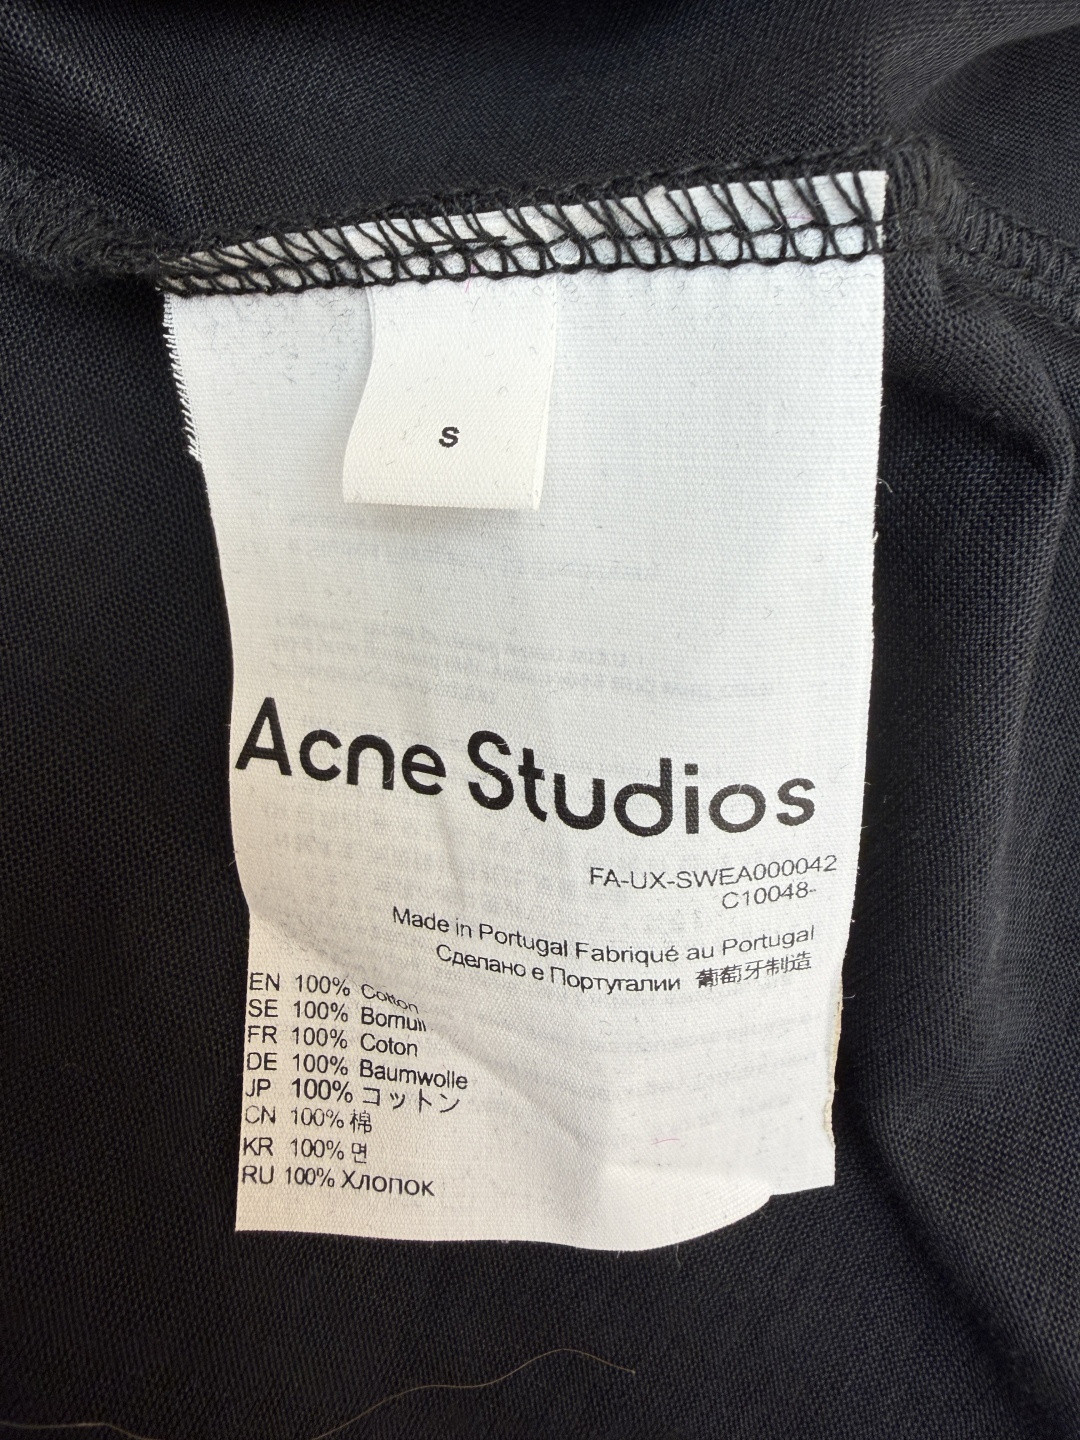 s
Acne Studios
FA-UX-SWEA000042
C10048-
Made in Portugal Fabriqué au Portugal
Сделано е Португалии 葡萄牙制造
EN 100% Cotton
SE 100% Bomull
FR 100% Coton
DE 100% Baumwolle
JP 100% コットン
CN 100% 棉
KR 100% 면
RU 100% Хлопок